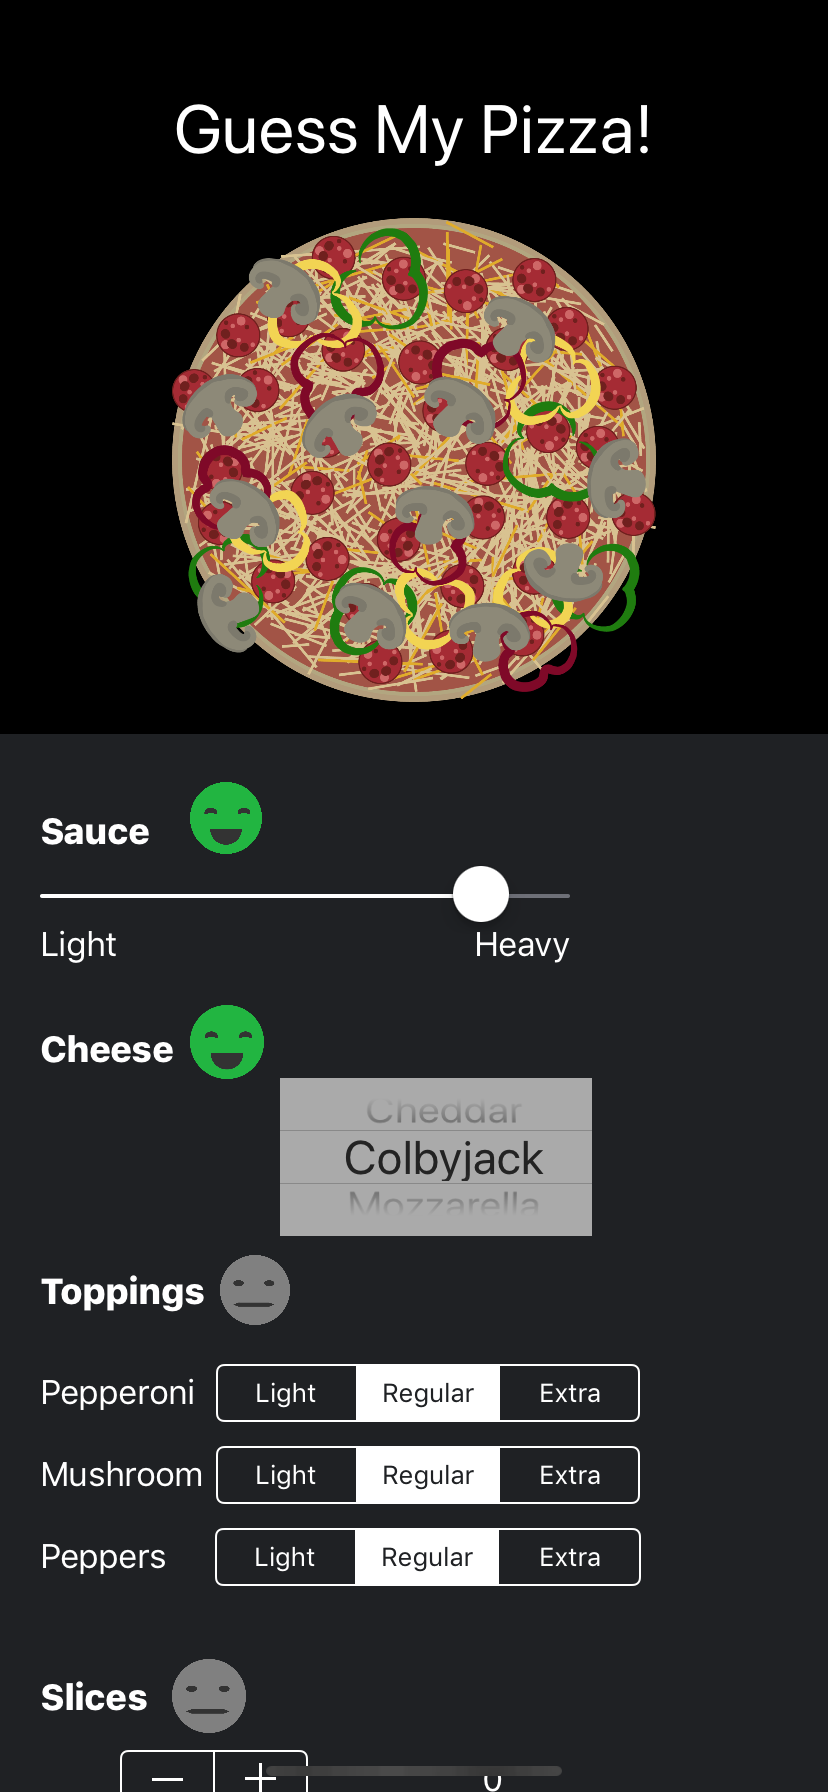 Guess My Pizza!
Sauce
Light Heavy
Cheese
Cheddar
Colbyjack
Mozzarella
Toppings
Pepperoni Light Regular Extra
Mushroom Light Regular Extra
Peppers Light Regular Extra
Slices
− + 0